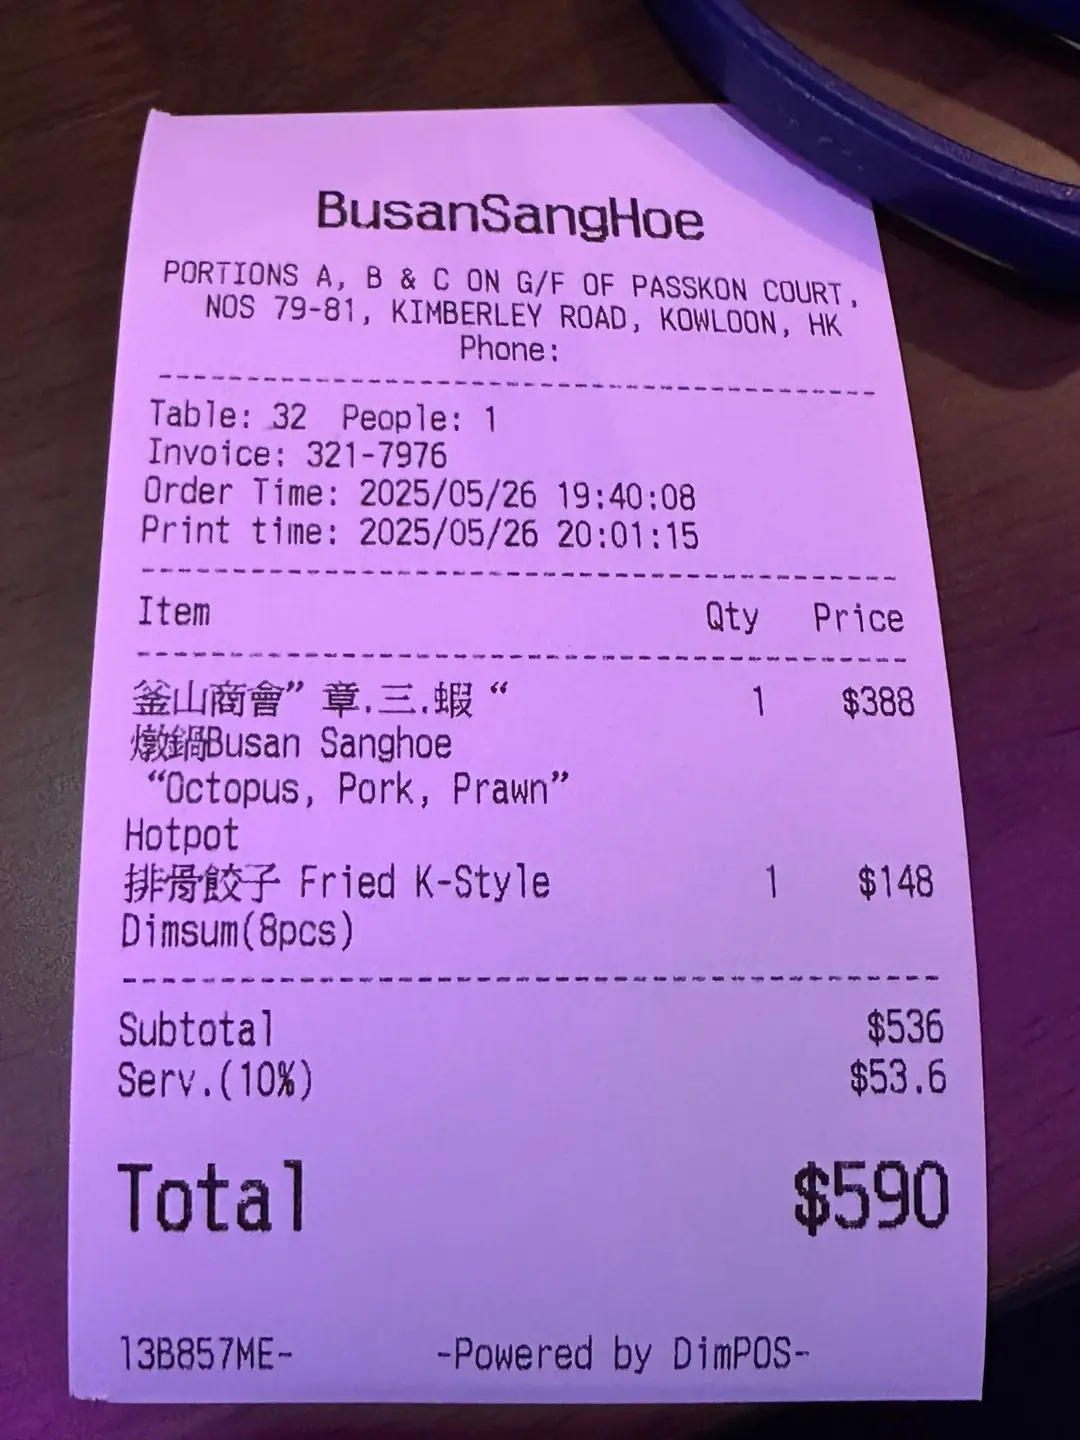 BusanSangHoe
PORTIONS A, B & C ON G/F OF PASSKON COURT,
NOS 79-81, KIMBERLEY ROAD, KOWLOON, HK
Phone:
Table: 32 People: 1
Invoice: 321-7976
Order Time: 2025/05/26 19:40:08
Print time: 2025/05/26 20:01:15
Item Qty Price
釜山商會” 章.三.蝦 “ 1 $388
燉鍋Busan Sanghoe
“Octopus, Pork, Prawn”
Hotpot
排骨餃子 Fried K-Style 1 $148
Dimsum(8pcs)
Subtotal $536
Serv.(10%) $53.6
Total $590
13B857ME- -Powered by DimPOS-